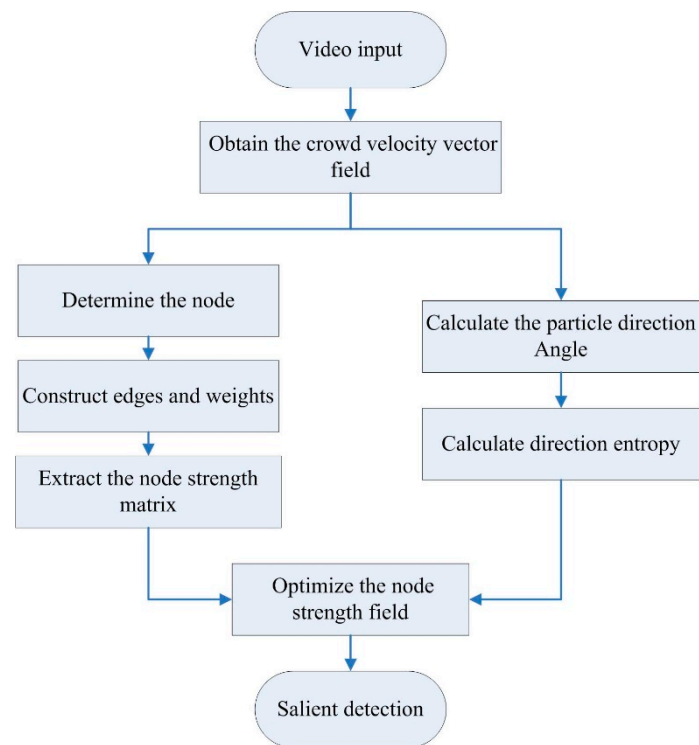 Video input
Obtain the crowd velocity vector
field
Determine the node
Construct edges and weights
Extract the node strength
matrix
Calculate the particle direction
Angle
Calculate direction entropy
Optimize the node
strength field
Salient detection